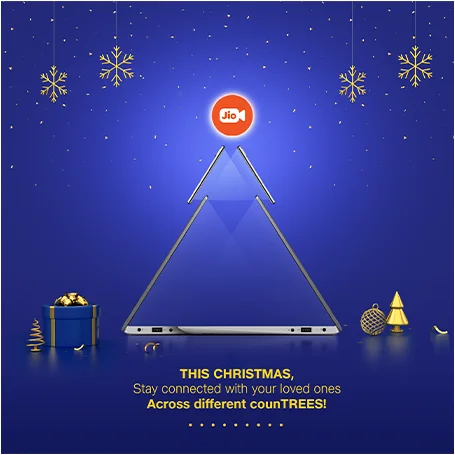 Jio
THIS CHRISTMAS,
Stay connected with your loved ones
Across different counTREES!